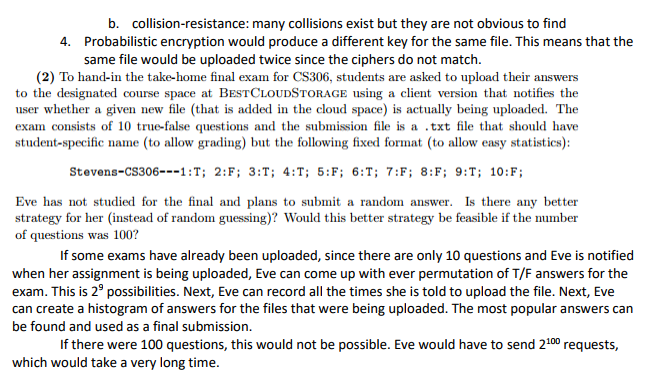 b. collision-resistance: many collisions exist but they are not obvious to find
4. Probabilistic encryption would produce a different key for the same file. This means that the
same file would be uploaded twice since the ciphers do not match.
(2) To hand-in the take-home final exam for CS306, students are asked to upload their answers
to the designated course space at BESTCLOUDSTORAGE using a client version that notifies the
user whether a given new file (that is added in the cloud space) is actually being uploaded. The
exam consists of 10 true-false questions and the submission file is a .txt file that should have
student-specific name (to allow grading) but the following fixed format (to allow easy statistics):
Stevens-CS306---1:T; 2:F; 3:T; 4:T; 5:F; 6:T; 7:F; 8:F; 9:T; 10:F;
Eve has not studied for the final and plans to submit a random answer. Is there any better
strategy for her (instead of random guessing)? Would this better strategy be feasible if the number
of questions was 100?
If some exams have already been uploaded, since there are only 10 questions and Eve is notified
when her assignment is being uploaded, Eve can come up with ever permutation of T/F answers for the
exam. This is 2⁹ possibilities. Next, Eve can record all the times she is told to upload the file. Next, Eve
can create a histogram of answers for the files that were being uploaded. The most popular answers can
be found and used as a final submission.
If there were 100 questions, this would not be possible. Eve would have to send 2¹⁰⁰ requests,
which would take a very long time.